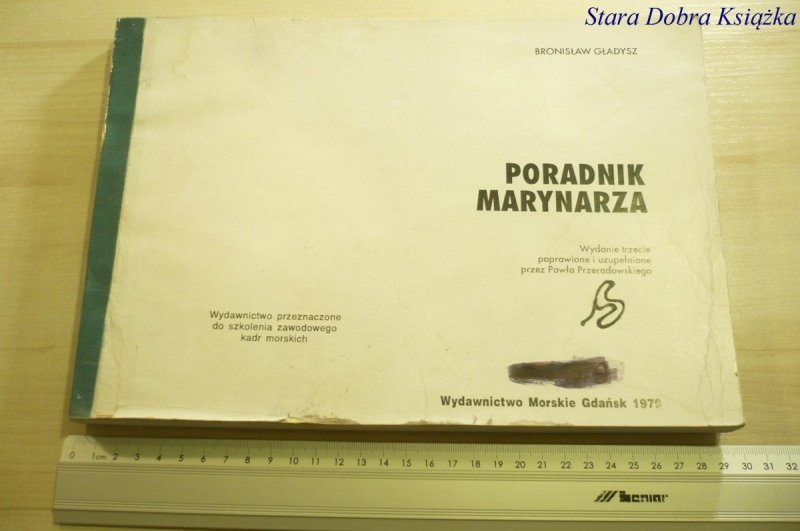 Stara Dobra Książka
BRONISŁAW GŁADYSZ
PORADNIK
MARYNARZA
Wydanie trzecie
poprawione i uzupełnione
przez Pawła Przeradowskiego
Wydawnictwo przeznaczone
do szkolenia zawodowego
kadr morskich
Wydawnictwo Morskie Gdańsk 1979
0 1cm 2 3 4 5 6 7 8 9 10 11 12 13 14 15 16 17 18 19 20 21 22 23 24 25 26 27 28 29 30 31 32